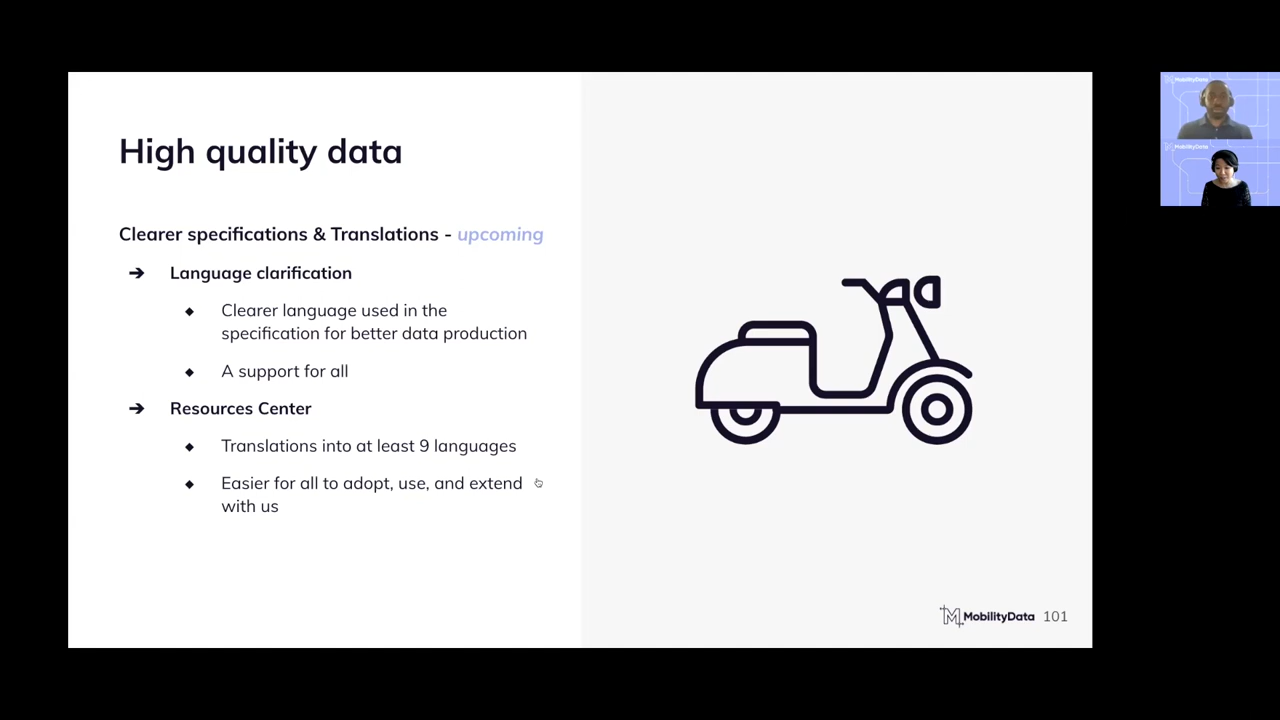 High quality data
Clearer specifications & Translations - upcoming
➔ Language clarification
◆ Clearer language used in the
specification for better data production
◆ A support for all
➔ Resources Center
◆ Translations into at least 9 languages
◆ Easier for all to adopt, use, and extend
with us
MobilityData 101
MobilityData
MobilityData